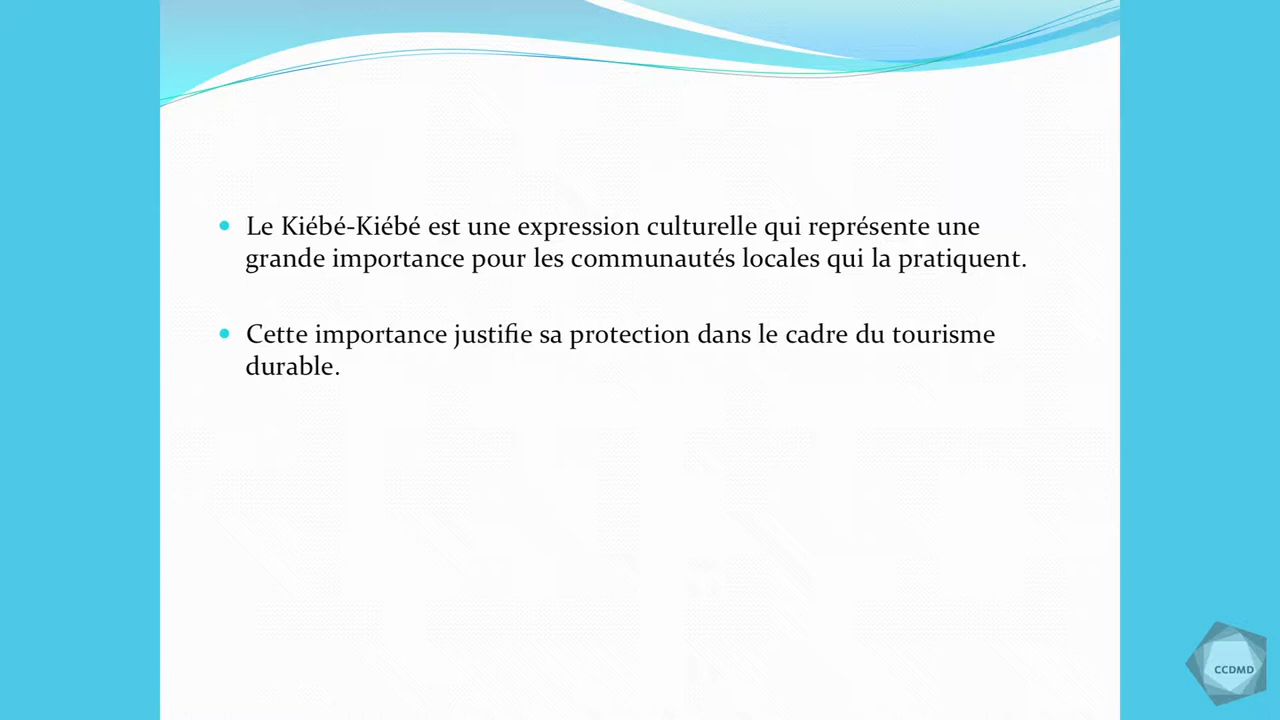 • Le Kiébé-Kiébé est une expression culturelle qui représente une
grande importance pour les communautés locales qui la pratiquent.
• Cette importance justifie sa protection dans le cadre du tourisme
durable.
CCDMD